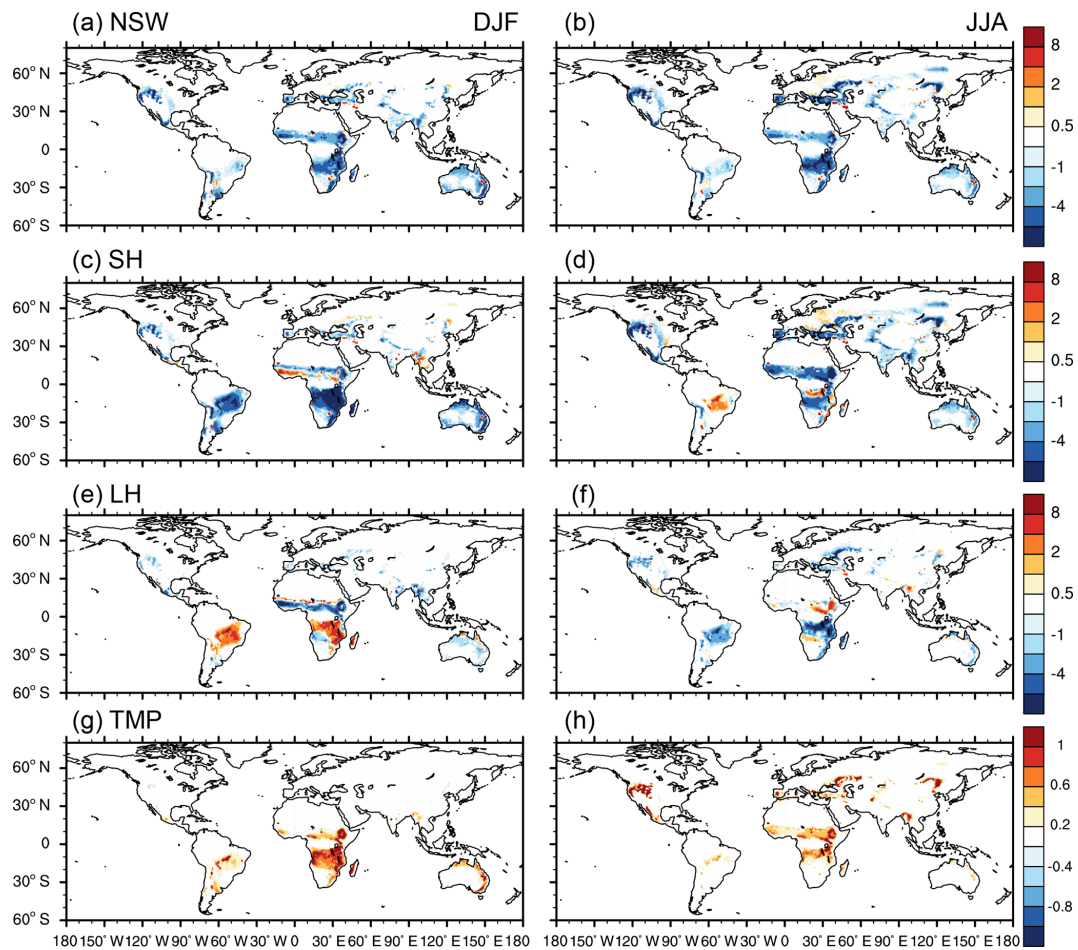 (a) NSW DJF (b) JJA
60° N 8
30° N 2
0 0.5
30° S -1
60° S -4
(c) SH (d)
60° N 8
30° N 2
0 0.5
30° S -1
60° S -4
(e) LH (f)
60° N 8
30° N 2
0 0.5
30° S -1
60° S -4
(g) TMP (h)
60° N 1
30° N 0.6
0 0.2
30° S -0.4
60° S -0.8
180 150° W 120° W 90° W 60° W 30° W 0 30° E 60° E 90° E 120° E 150° E 180 180 150° W 120° W 90° W 60° W 30° W 0 30° E 60° E 90° E 120° E 150° E 180